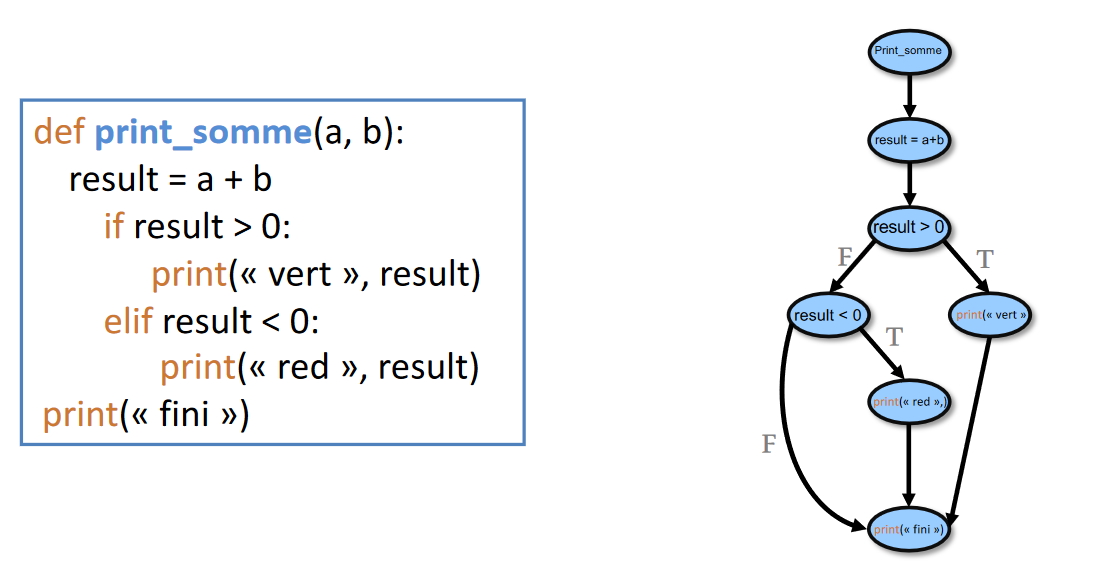 def print_somme(a, b):
result = a + b
if result > 0:
print(« vert », result)
elif result < 0:
print(« red », result)
print(« fini »)
Print_somme
result = a+b
result > 0
F
T
result < 0
print(« vert »
T
print(« red »,)
F
print(« fini »)